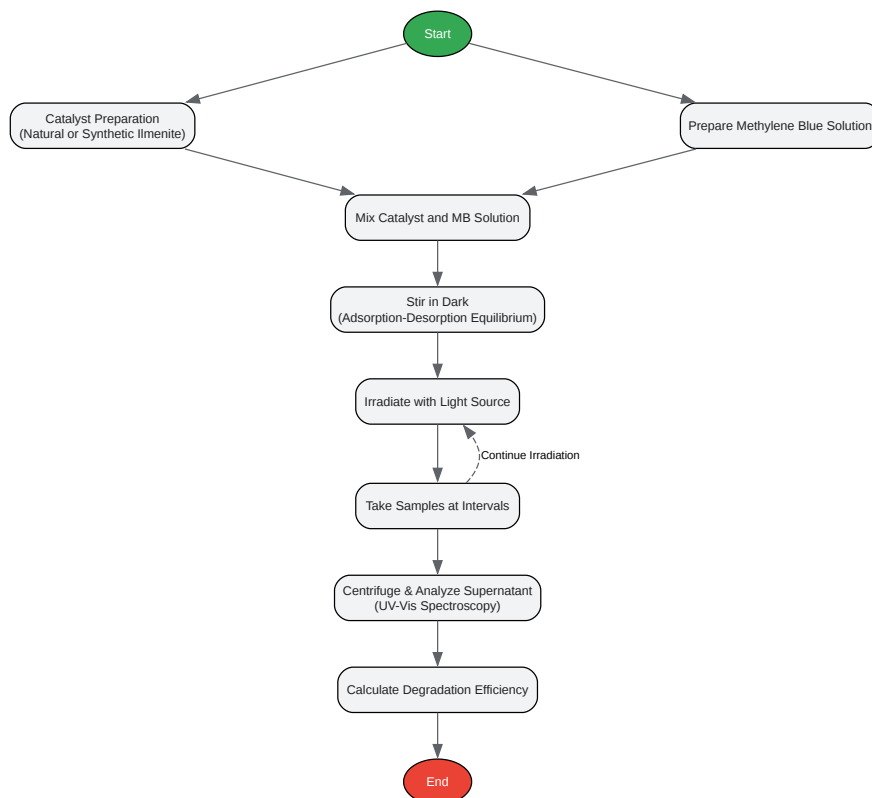 Start
Catalyst Preparation
(Natural or Synthetic Ilmenite)
Prepare Methylene Blue Solution
Mix Catalyst and MB Solution
Stir in Dark
(Adsorption-Desorption Equilibrium)
Irradiate with Light Source
Continue Irradiation
Take Samples at Intervals
Centrifuge & Analyze Supernatant
(UV-Vis Spectroscopy)
Calculate Degradation Efficiency
End